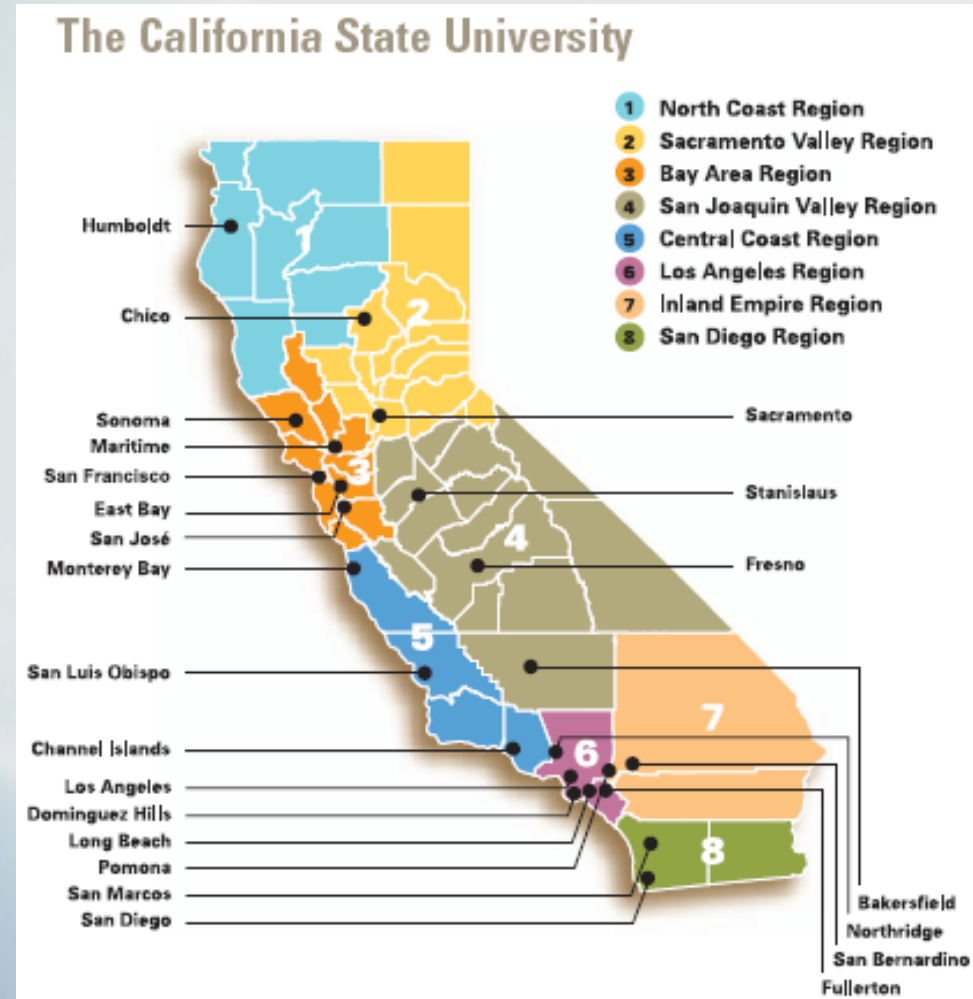 The California State University
1 North Coast Region
2 Sacramento Valley Region
3 Bay Area Region
4 San Joaquin Valley Region
5 Central Coast Region
6 Los Angeles Region
7 Inland Empire Region
8 San Diego Region
Humboldt
1
Chico
2
Sonoma
Sacramento
Maritime
San Francisco
3
East Bay
San José
Stanislaus
4
Monterey Bay
Fresno
5
San Luis Obispo
7
Channel Islands
6
Los Angeles
Dominguez Hills
Long Beach
Pomona
8
San Marcos
San Diego
Bakersfield
Northridge
San Bernardino
Fullerton